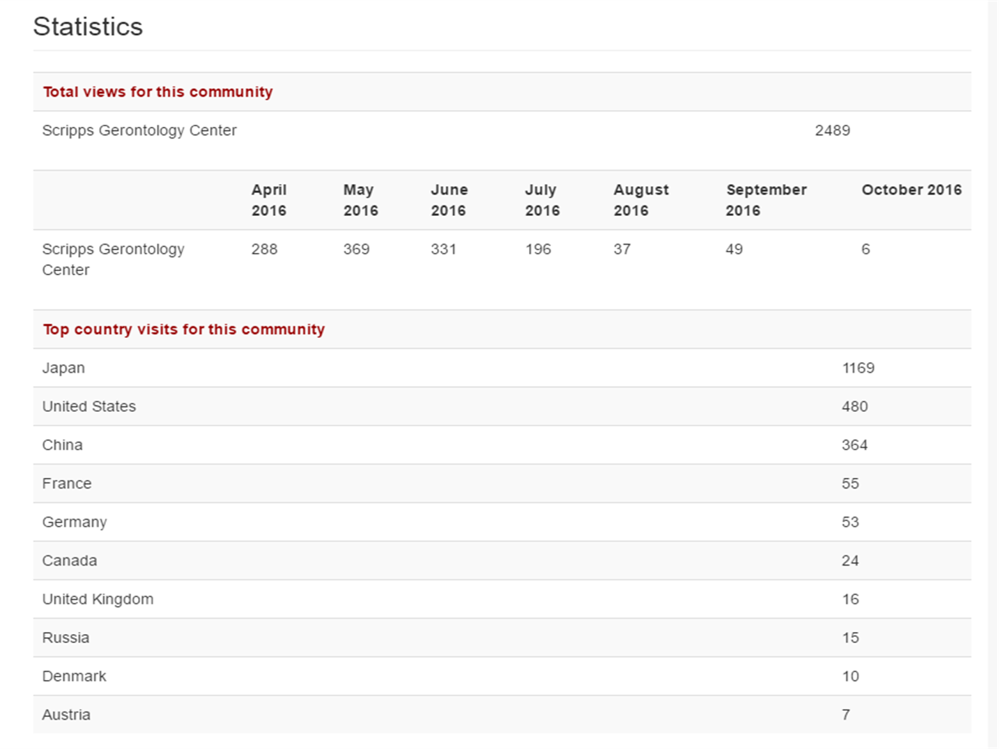 Statistics
Total views for this community
Scripps Gerontology Center 2489
April 2016 May 2016 June 2016 July 2016 August 2016 September 2016 October 2016
Scripps Gerontology Center 288 369 331 196 37 49 6
Top country visits for this community
Japan 1169
United States 480
China 364
France 55
Germany 53
Canada 24
United Kingdom 16
Russia 15
Denmark 10
Austria 7